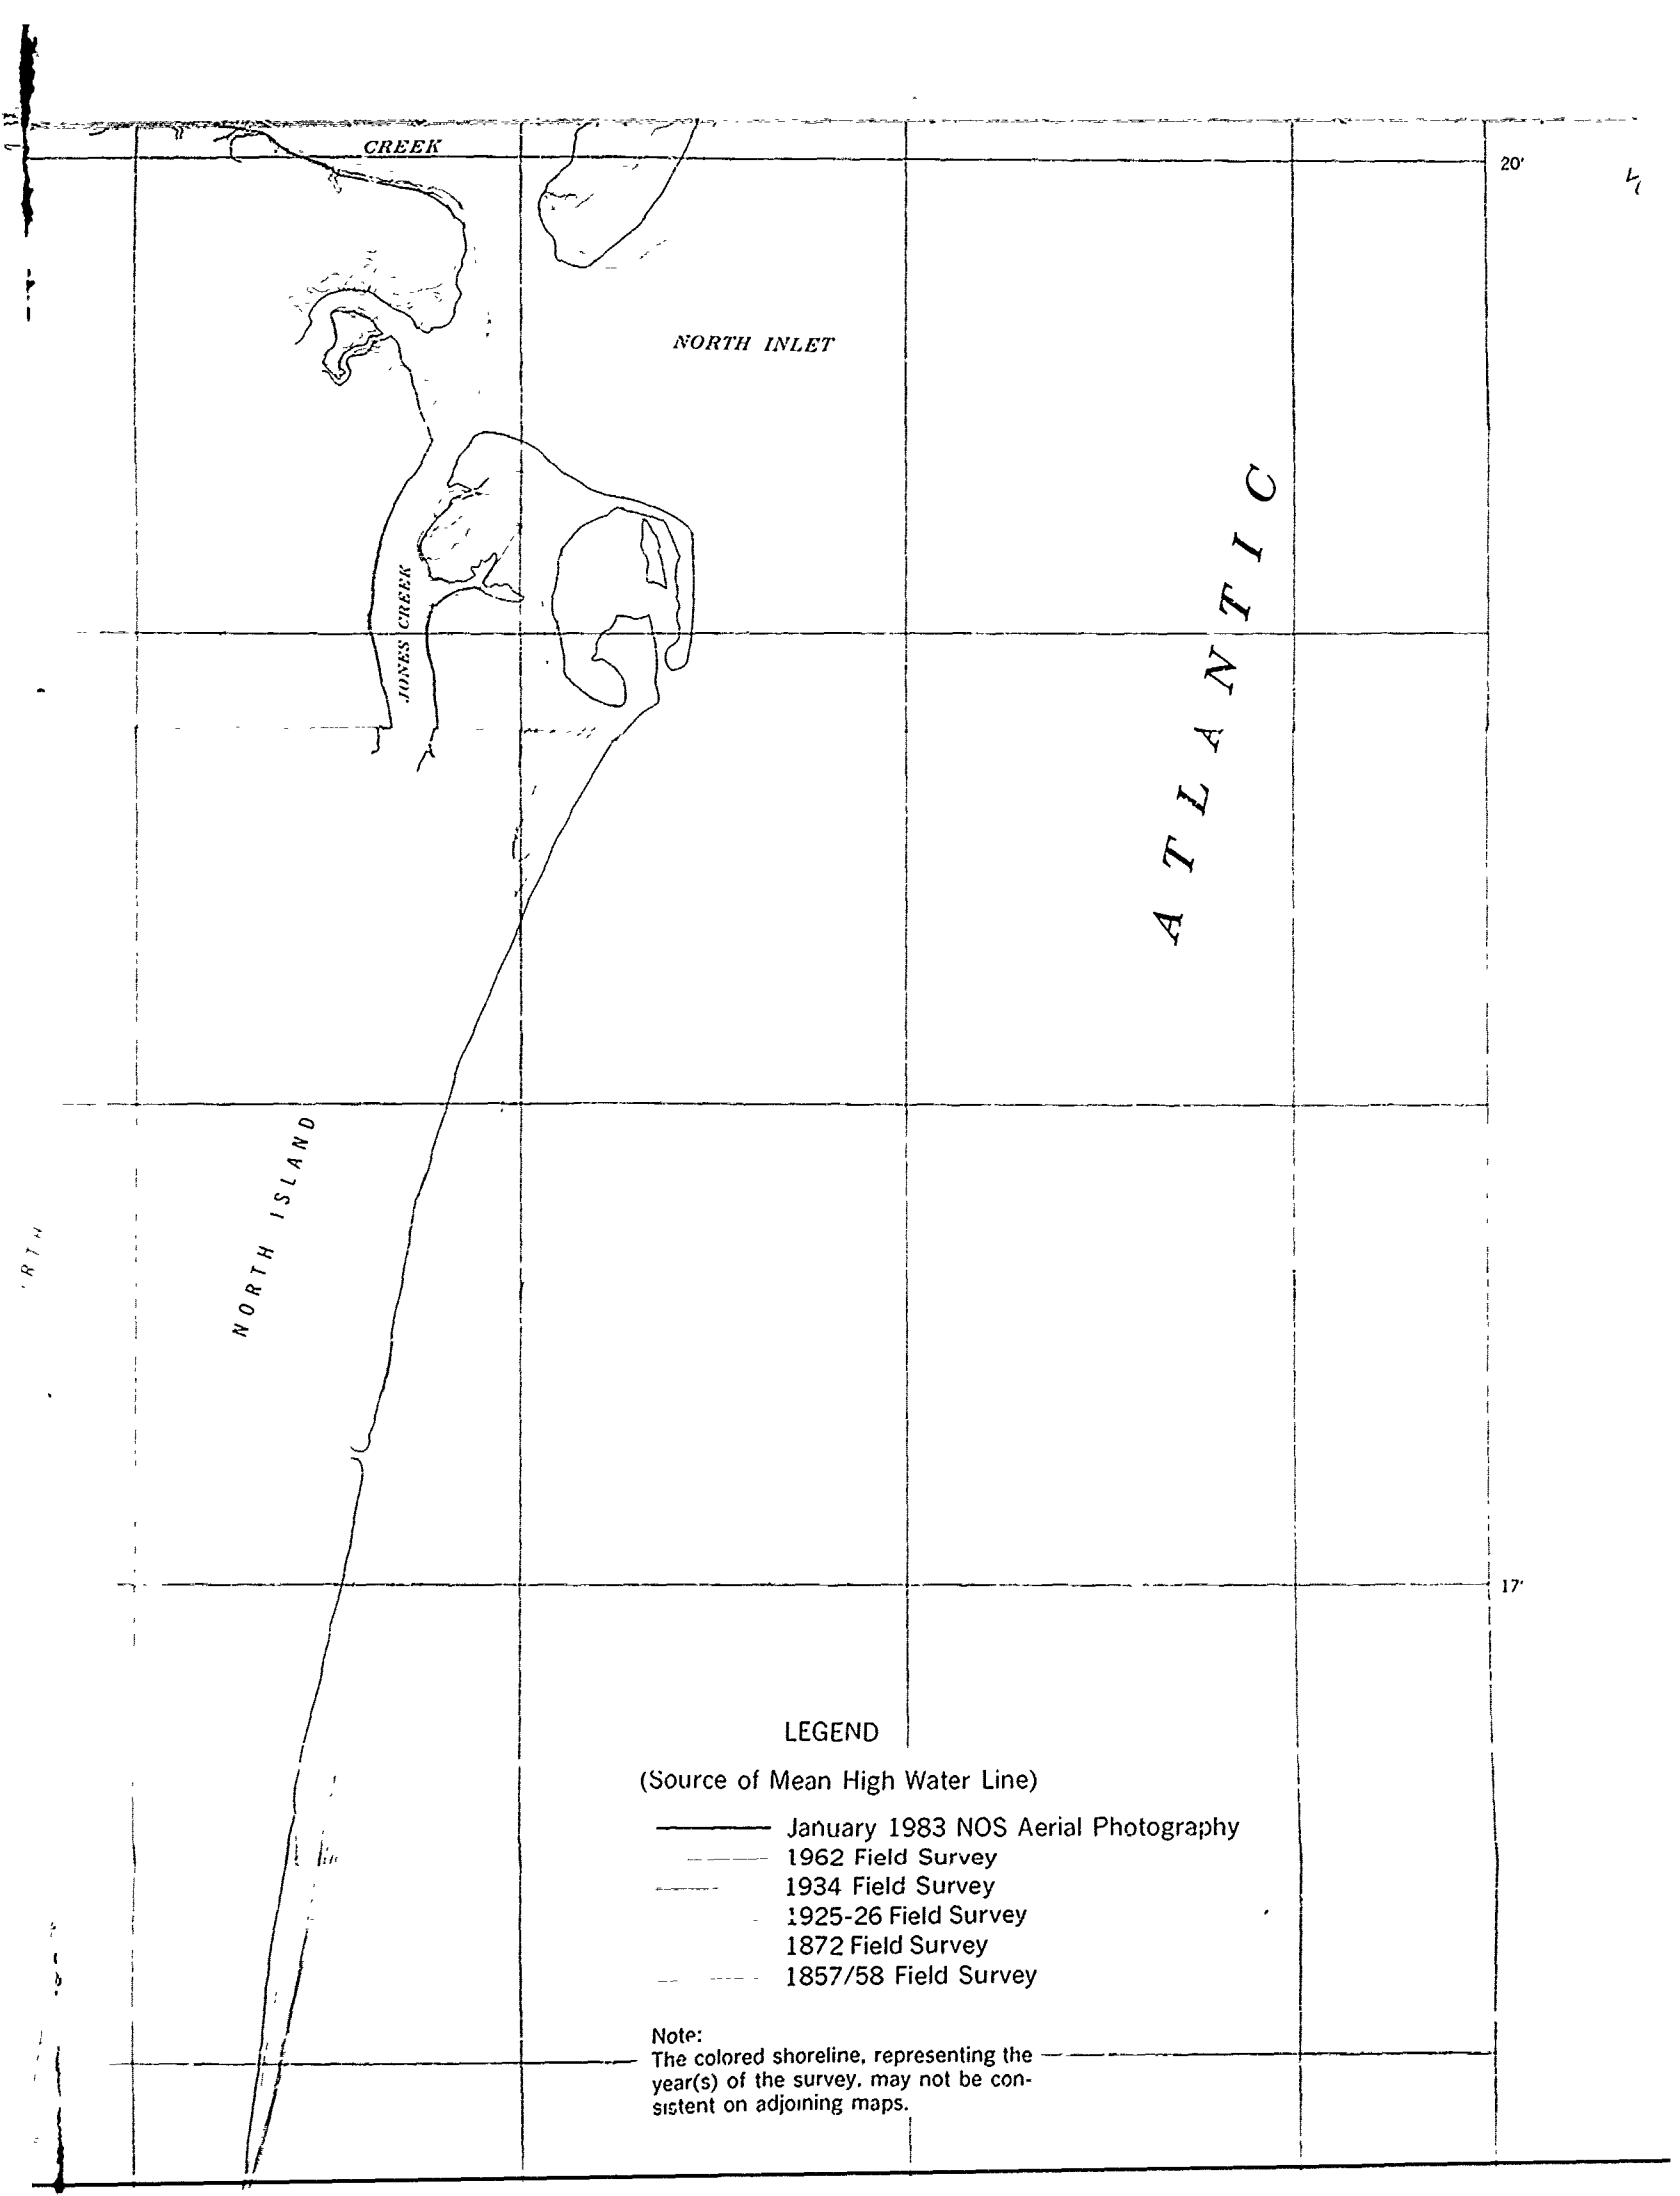 CREEK
20'
NORTH INLET
ATLANTIC
JONES CREEK
NORTH ISLAND
17'
LEGEND
(Source of Mean High Water Line)
January 1983 NOS Aerial Photography
1962 Field Survey
1934 Field Survey
1925-26 Field Survey
1872 Field Survey
1857/58 Field Survey
Note:
The colored shoreline, representing the
year(s) of the survey, may not be con-
sistent on adjoining maps.